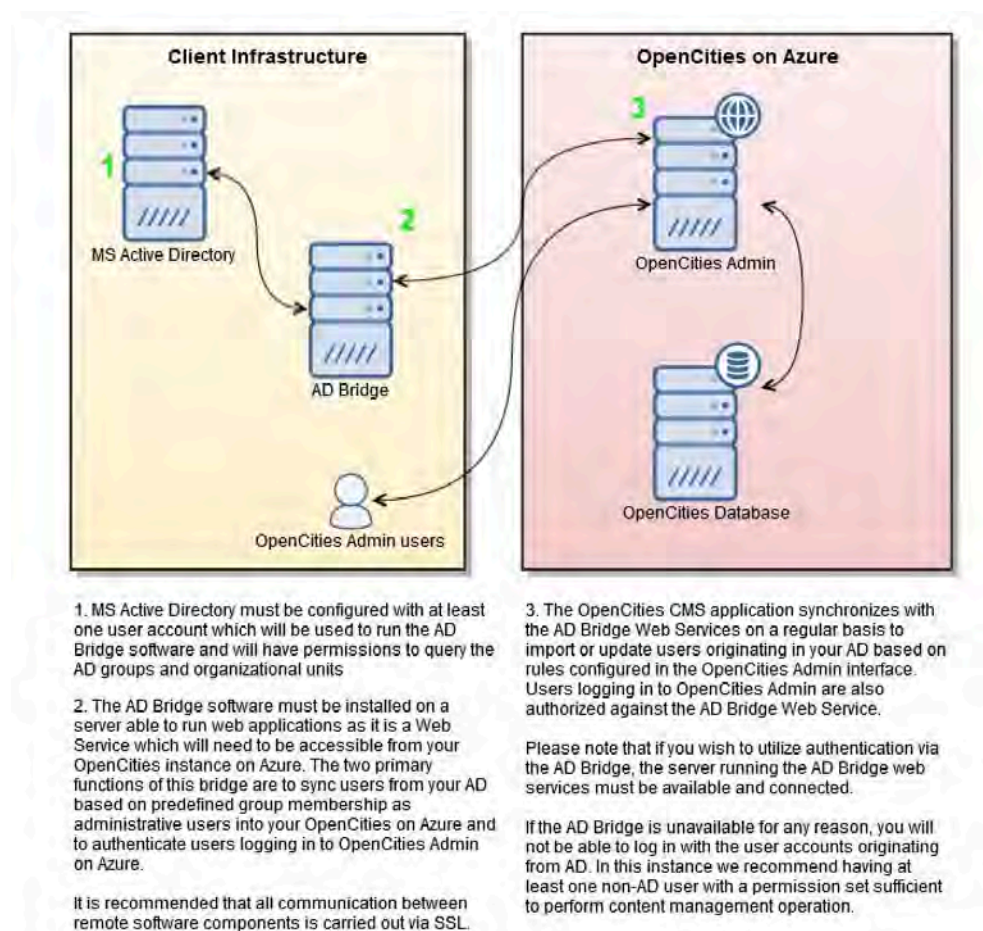 Client Infrastructure
1
MS Active Directory
2
AD Bridge
OpenCities Admin users
OpenCities on Azure
3
OpenCities Admin
OpenCities Database
1. MS Active Directory must be configured with at least
one user account which will be used to run the AD
Bridge software and will have permissions to query the
AD groups and organizational units
2. The AD Bridge software must be installed on a
server able to run web applications as it is a Web
Service which will need to be accessible from your
OpenCities instance on Azure. The two primary
functions of this bridge are to sync users from your AD
based on predefined group membership as
administrative users into your OpenCities on Azure and
to authenticate users logging in to OpenCities Admin
on Azure.
It is recommended that all communication between
remote software components is carried out via SSL.
3. The OpenCities CMS application synchronizes with
the AD Bridge Web Services on a regular basis to
import or update users originating in your AD based on
rules configured in the OpenCities Admin interface.
Users logging in to OpenCities Admin are also
authorized against the AD Bridge Web Service.
Please note that if you wish to utilize authentication via
the AD Bridge, the server running the AD Bridge web
services must be available and connected.
If the AD Bridge is unavailable for any reason, you will
not be able to log in with the user accounts originating
from AD. In this instance we recommend having at
least one non-AD user with a permission set sufficient
to perform content management operation.